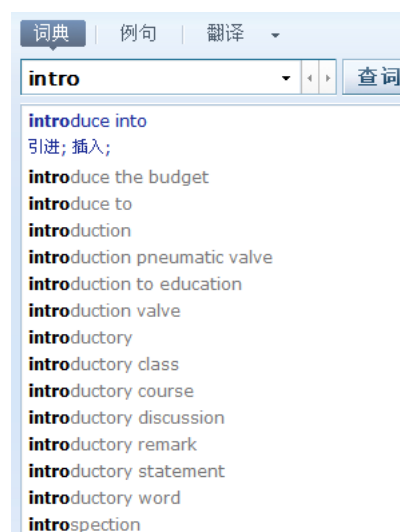 词典 例句 翻译
intro 查词
introduce into
引进; 插入;
introduce the budget
introduce to
introduction
introduction pneumatic valve
introduction to education
introduction valve
introductory
introductory class
introductory course
introductory discussion
introductory remark
introductory statement
introductory word
introspection